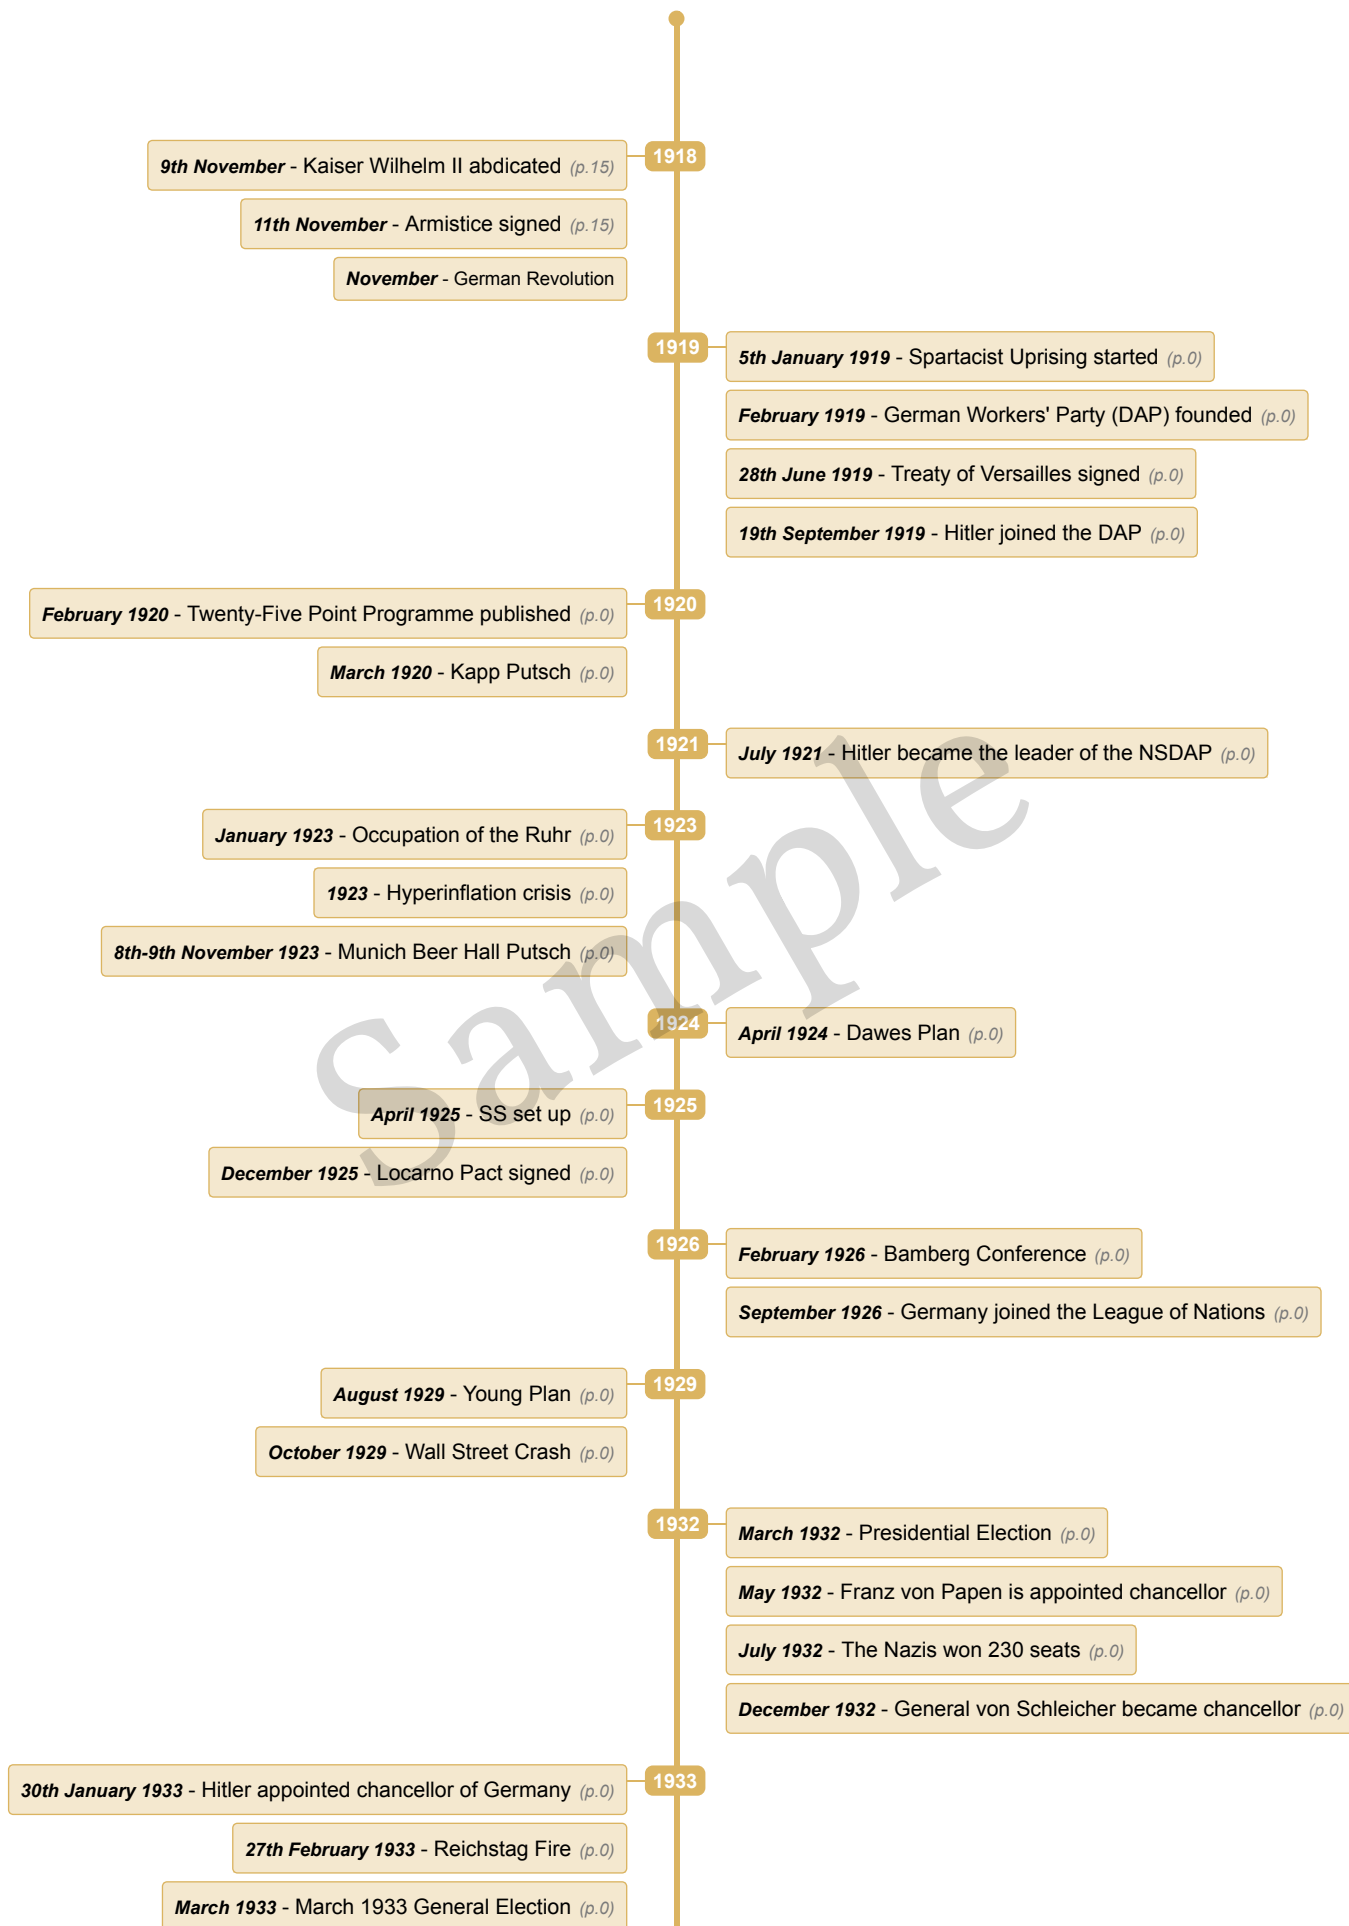 1918
9th November - Kaiser Wilhelm II abdicated (p.15)
11th November - Armistice signed (p.15)
November - German Revolution
1919
5th January 1919 - Spartacist Uprising started (p.0)
February 1919 - German Workers' Party (DAP) founded (p.0)
28th June 1919 - Treaty of Versailles signed (p.0)
19th September 1919 - Hitler joined the DAP (p.0)
1920
February 1920 - Twenty-Five Point Programme published (p.0)
March 1920 - Kapp Putsch (p.0)
1921
July 1921 - Hitler became the leader of the NSDAP (p.0)
1923
January 1923 - Occupation of the Ruhr (p.0)
1923 - Hyperinflation crisis (p.0)
8th-9th November 1923 - Munich Beer Hall Putsch (p.0)
1924
April 1924 - Dawes Plan (p.0)
1925
April 1925 - SS set up (p.0)
December 1925 - Locarno Pact signed (p.0)
1926
February 1926 - Bamberg Conference (p.0)
September 1926 - Germany joined the League of Nations (p.0)
1929
August 1929 - Young Plan (p.0)
October 1929 - Wall Street Crash (p.0)
1932
March 1932 - Presidential Election (p.0)
May 1932 - Franz von Papen is appointed chancellor (p.0)
July 1932 - The Nazis won 230 seats (p.0)
December 1932 - General von Schleicher became chancellor (p.0)
1933
30th January 1933 - Hitler appointed chancellor of Germany (p.0)
27th February 1933 - Reichstag Fire (p.0)
March 1933 - March 1933 General Election (p.0)
Sample